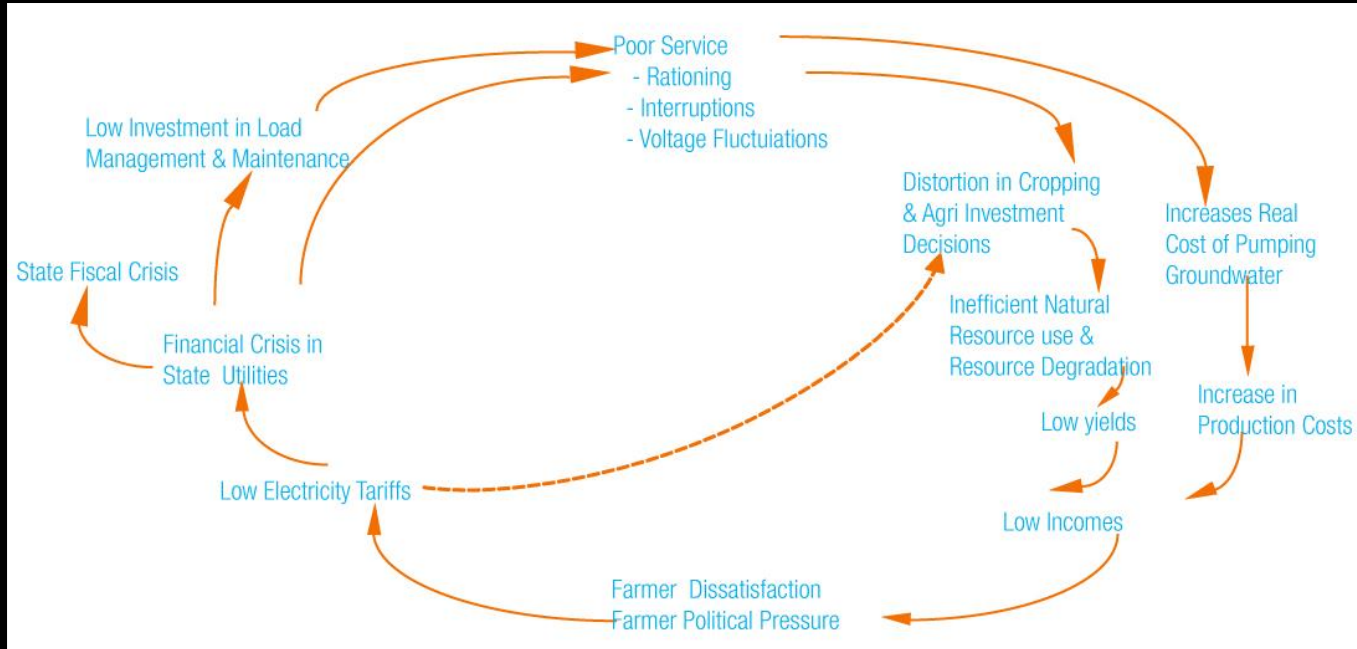 Poor Service
- Rationing
- Interruptions
- Voltage Fluctuiations
Low Investment in Load
Management & Maintenance
Distortion in Cropping
& Agri Investment
Decisions
Increases Real
Cost of Pumping
Groundwater
State Fiscal Crisis
Financial Crisis in
State Utilities
Inefficient Natural
Resource use &
Resource Degradation
Low yields
Increase in
Production Costs
Low Electricity Tariffs
Low Incomes
Farmer Dissatisfaction
Farmer Political Pressure